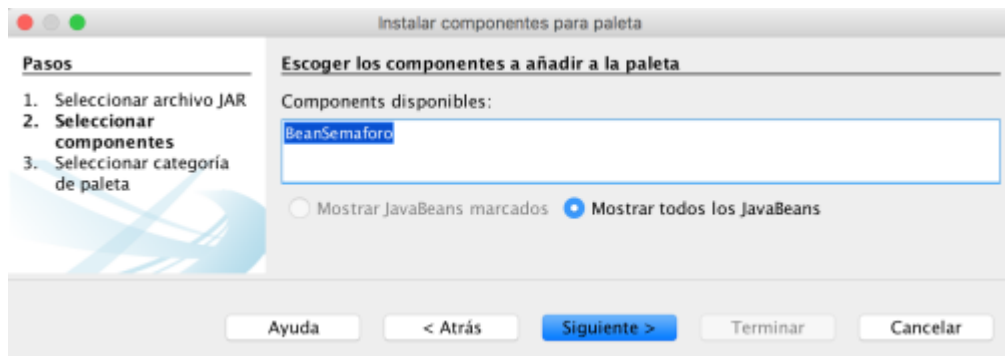 Instalar componentes para paleta
Pasos
1. Seleccionar archivo JAR
2. Seleccionar
componentes
3. Seleccionar categoría
de paleta
Escoger los componentes a añadir a la paleta
Components disponibles:
BeanSemaforo
Mostrar JavaBeans marcados
Mostrar todos los JavaBeans
Ayuda
< Atrás
Siguiente >
Terminar
Cancelar